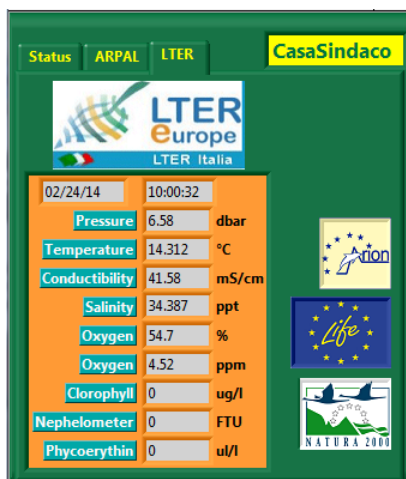 Status ARPAL LTER CasaSindaco
LTER
europe
LTER Italia
02/24/14 10:00:32
Pressure 6.58 dbar
Temperature 14.312 °C
Conductibility 41.58 mS/cm
Salinity 34.387 ppt
Oxygen 54.7 %
Oxygen 4.52 ppm
Clorophyll 0 ug/l
Nephelometer 0 FTU
Phycoerythin 0 ul/l
Arion
Life
NATURA 2000